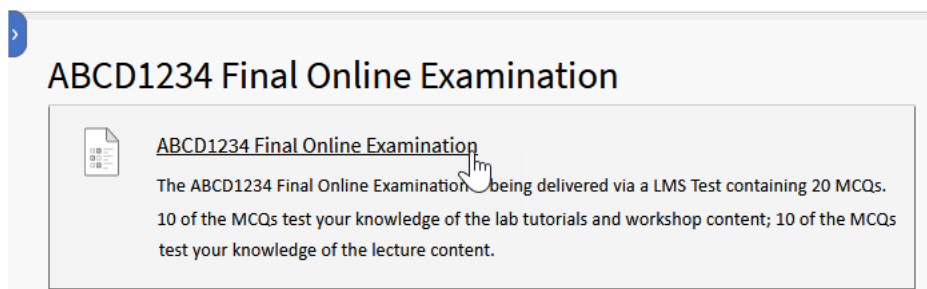 ABCD1234 Final Online Examination
ABCD1234 Final Online Examination
The ABCD1234 Final Online Examination being delivered via a LMS Test containing 20 MCQs.
10 of the MCQs test your knowledge of the lab tutorials and workshop content; 10 of the MCQs
test your knowledge of the lecture content.